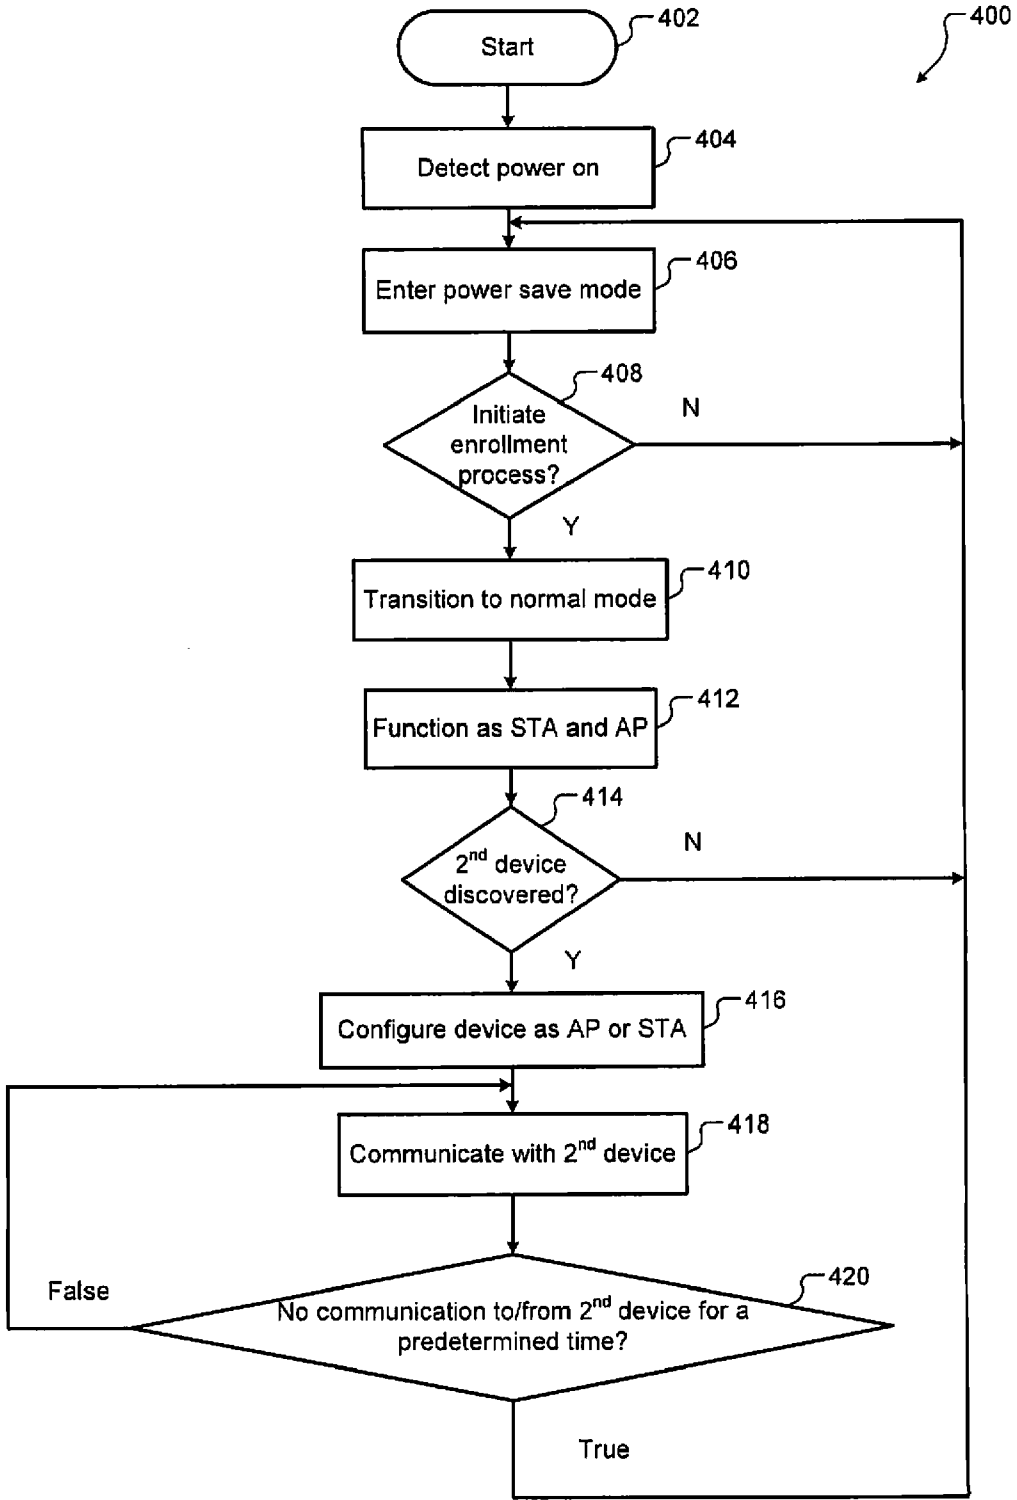 Start
402
400
Detect power on
404
Enter power save mode
406
Initiate
enrollment
process?
408
N
Y
Transition to normal mode
410
Function as STA and AP
412
2nd device
discovered?
414
N
Y
Configure device as AP or STA
416
Communicate with 2nd device
418
No communication to/from 2nd device for a
predetermined time?
420
False
True